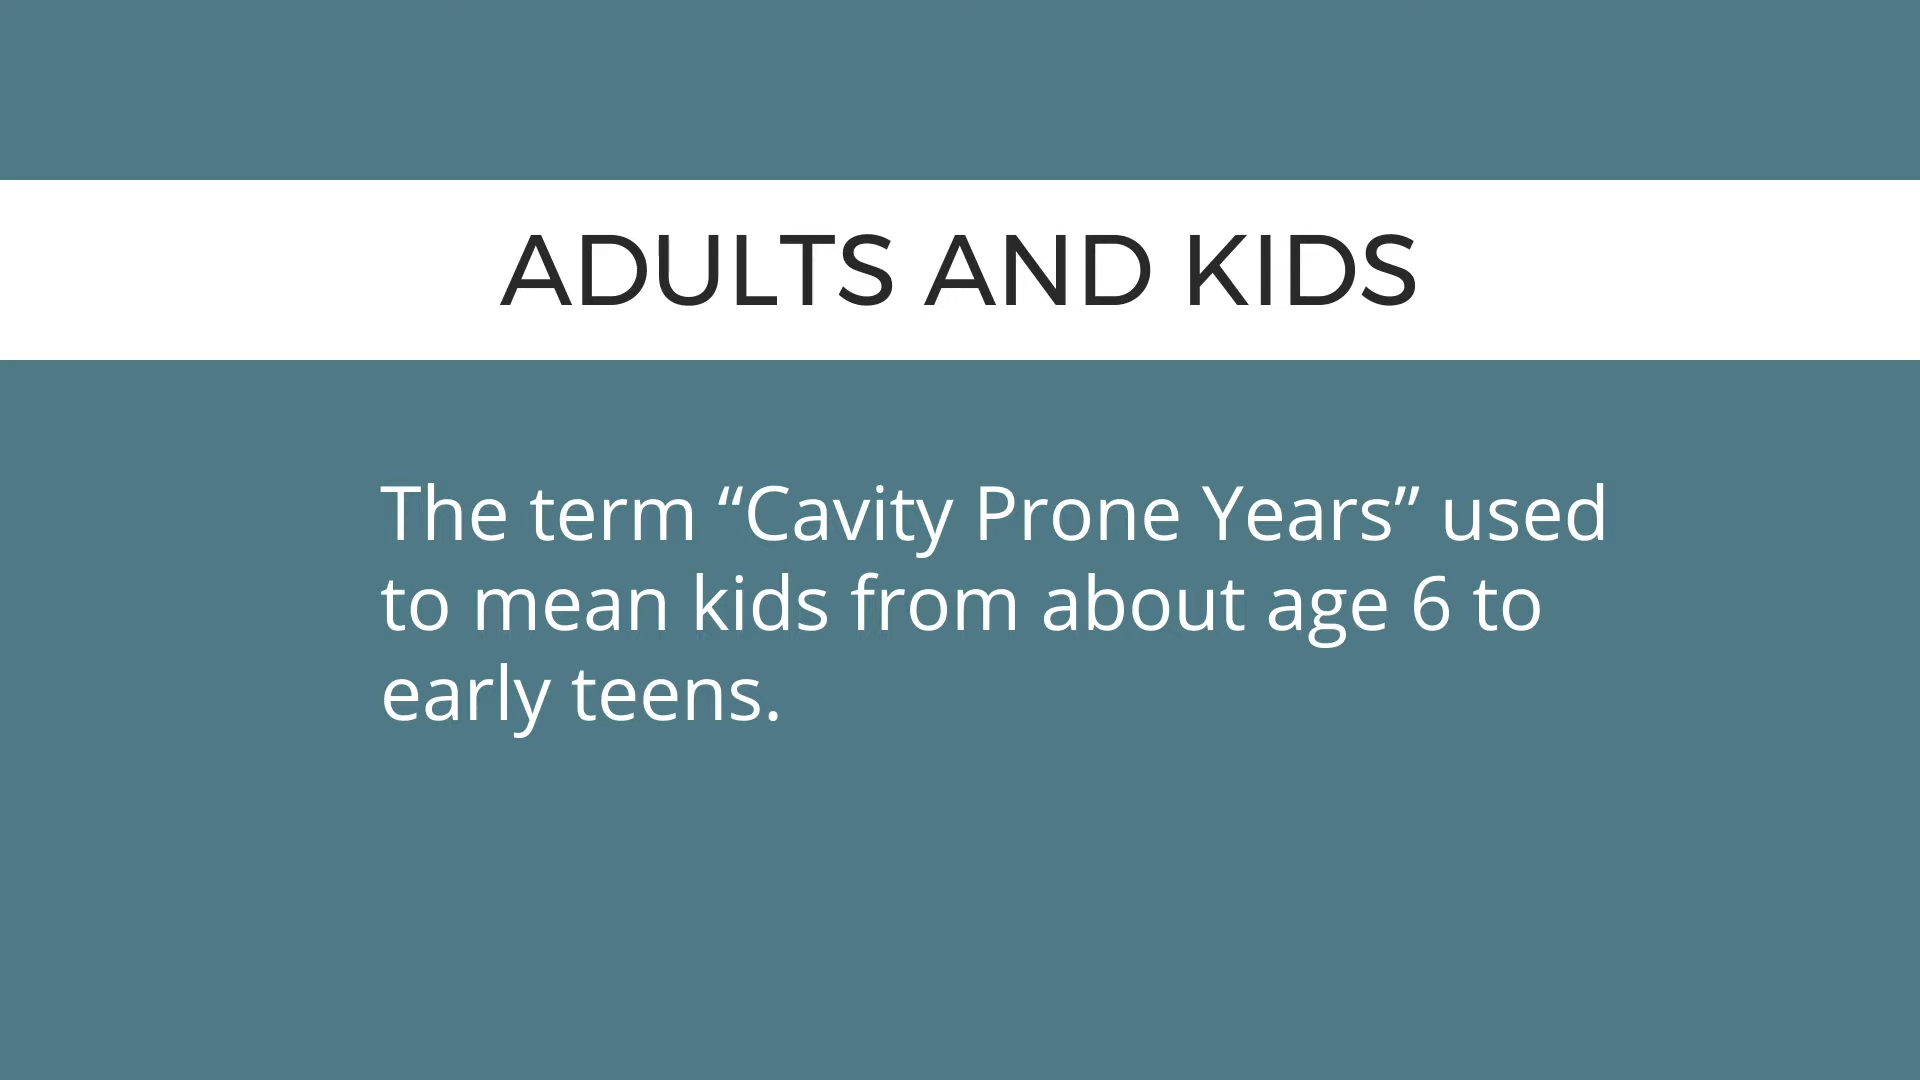 ADULTS AND KIDS
The term “Cavity Prone Years” used
to mean kids from about age 6 to
early teens.